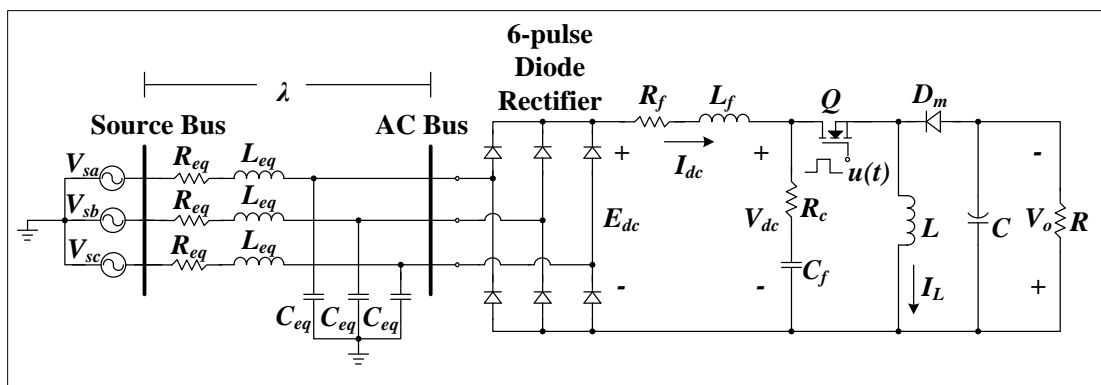 6-pulse
Diode
Rectifier
λ
Source Bus
AC Bus
R_f
L_f
Q
D_m
V_sa
R_eq
L_eq
+
I_dc
+
u(t)
-
V_sb
R_eq
L_eq
E_dc
V_dc
R_c
L
C
V_o
R
V_sc
R_eq
L_eq
-
-
C_f
I_L
+
C_eq
C_eq
C_eq